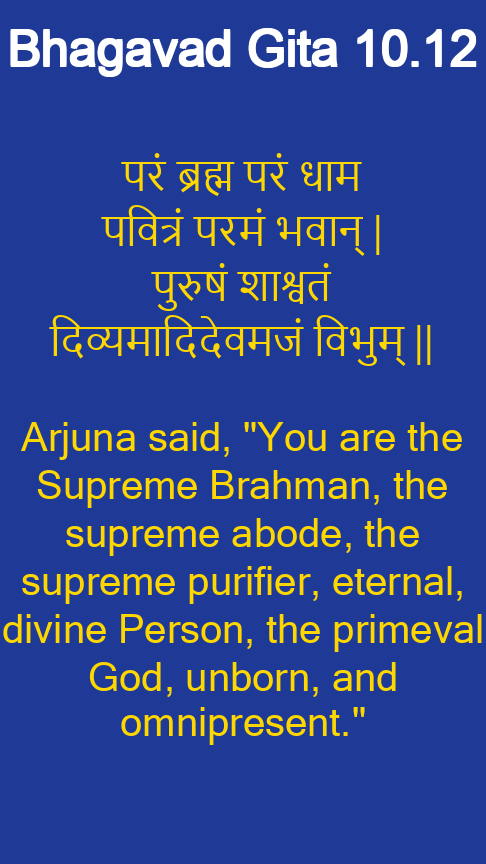 Bhagavad Gita 10.12
परं ब्रह्म परं धाम
पवित्रं परमं भवान् |
पुरुषं शाश्वतं
दिव्यमादिदेवमजं विभुम् ||
Arjuna said, "You are the
Supreme Brahman, the
supreme abode, the
supreme purifier, eternal,
divine Person, the primeval
God, unborn, and
omnipresent."